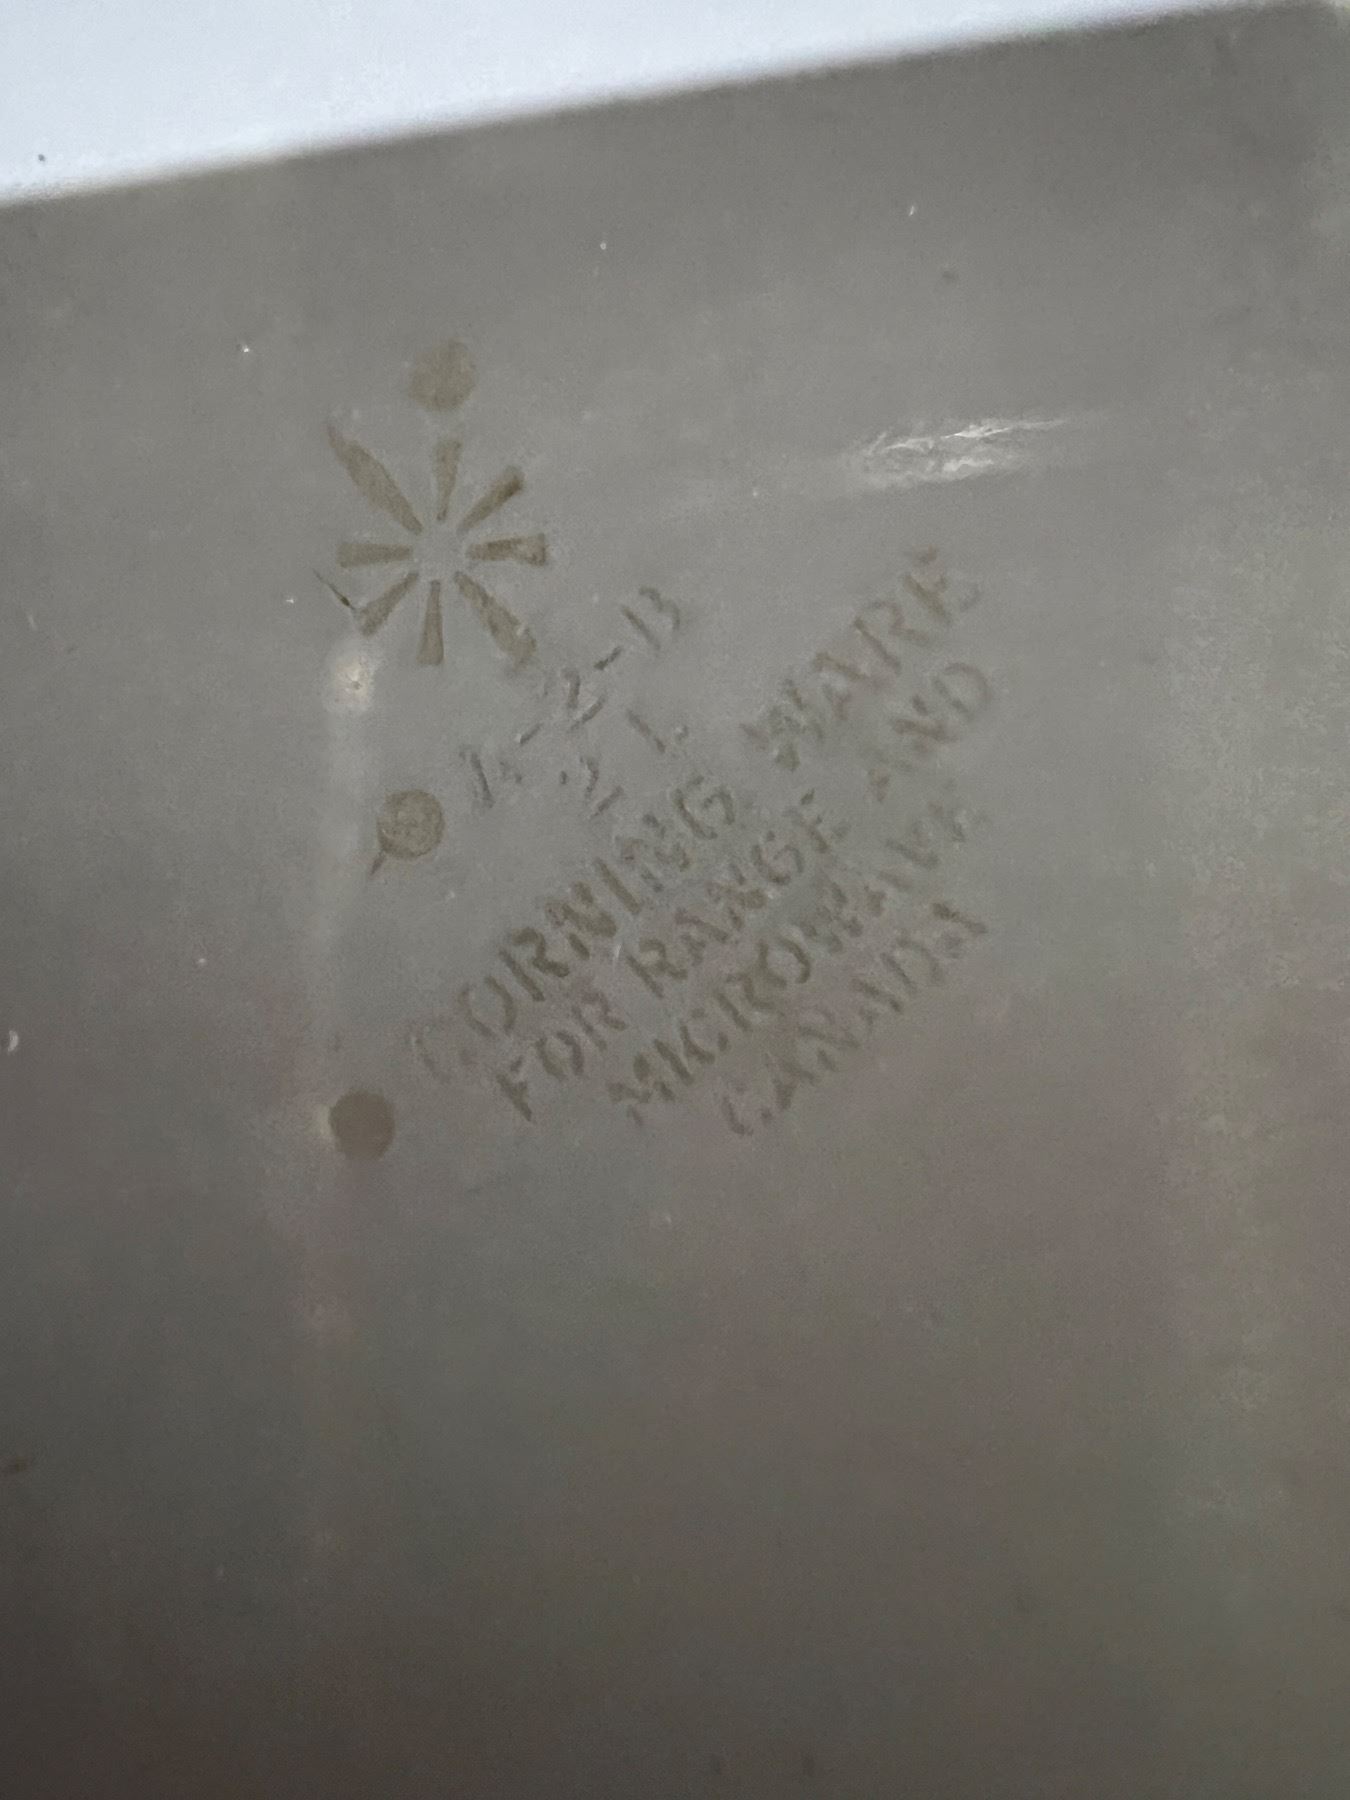 A-2-B
2 L
CORNING WARE
FOR RANGE AND
MICROWAVE
CANADA